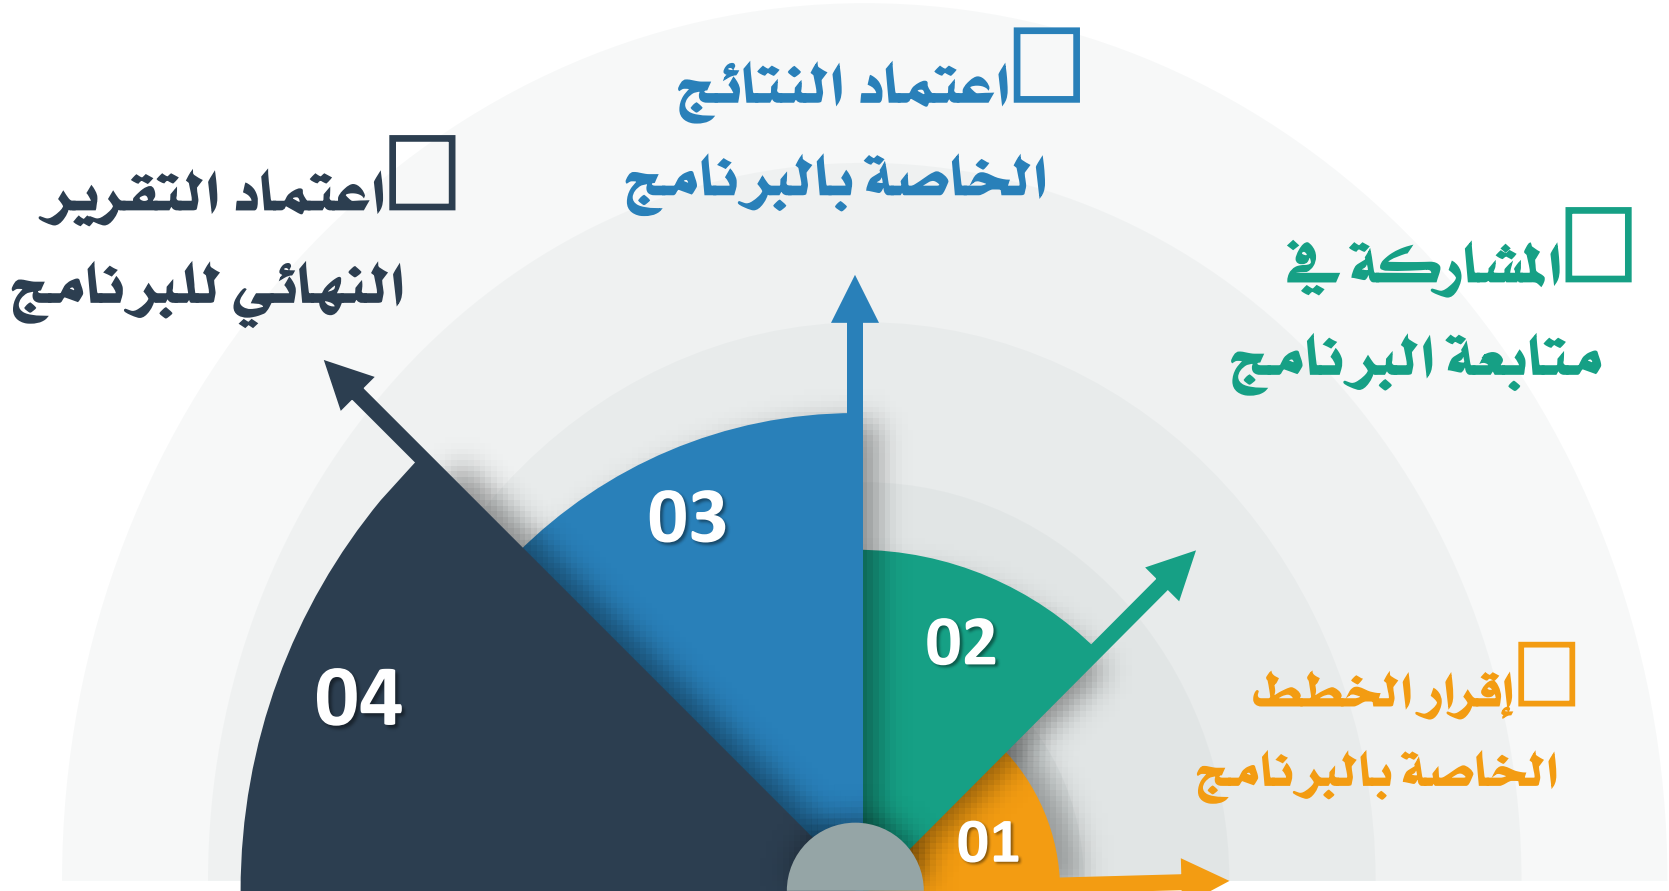 اعتماد النتائج
الخاصة بالبرنامج
اعتماد التقرير
النهائي للبرنامج
المشاركة في
متابعة البرنامج
إقرار الخطط
الخاصة بالبرنامج
03
02
04
01